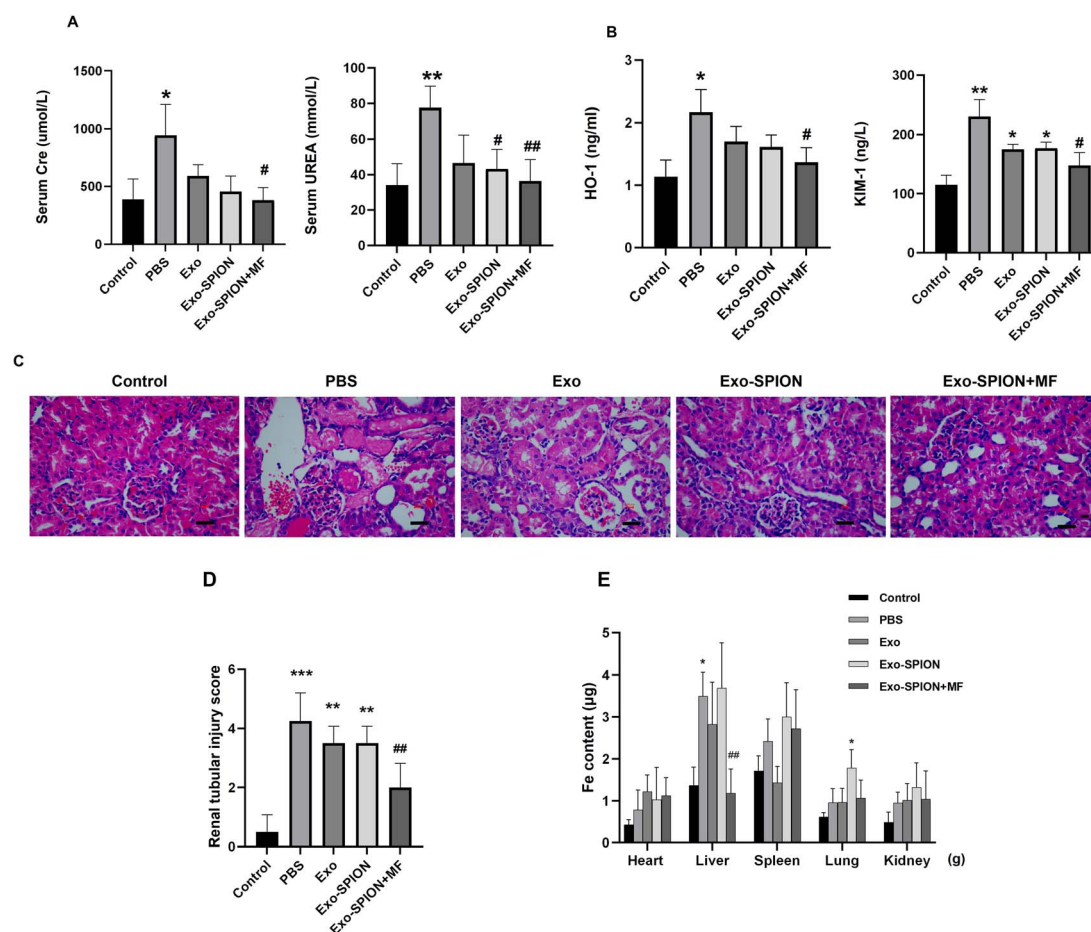 A
Serum Cre (umol/L)
1500
1000
500
0
*
#
Control
PBS
Exo
Exo-SPION
Exo-SPION+MF
Serum UREA (mmol/L)
100
80
60
40
20
0
**
#
##
Control
PBS
Exo
Exo-SPION
Exo-SPION+MF
B
HO-1 (ng/ml)
3
2
1
0
*
#
Control
PBS
Exo
Exo-SPION
Exo-SPION+MF
KIM-1 (ng/L)
300
200
150
100
0
**
*
*
#
Control
PBS
Exo
Exo-SPION
Exo-SPION+MF
C
Control
PBS
Exo
Exo-SPION
Exo-SPION+MF
D
Renal tubular injury score
6
4
2
0
***
**
**
##
Control
PBS
Exo
Exo-SPION
Exo-SPION+MF
E
Control
PBS
Exo
Exo-SPION
Exo-SPION+MF
Fe content (μg)
5
4
3
2
1
0
*
##
*
Heart
Liver
Spleen
Lung
Kidney
(g)